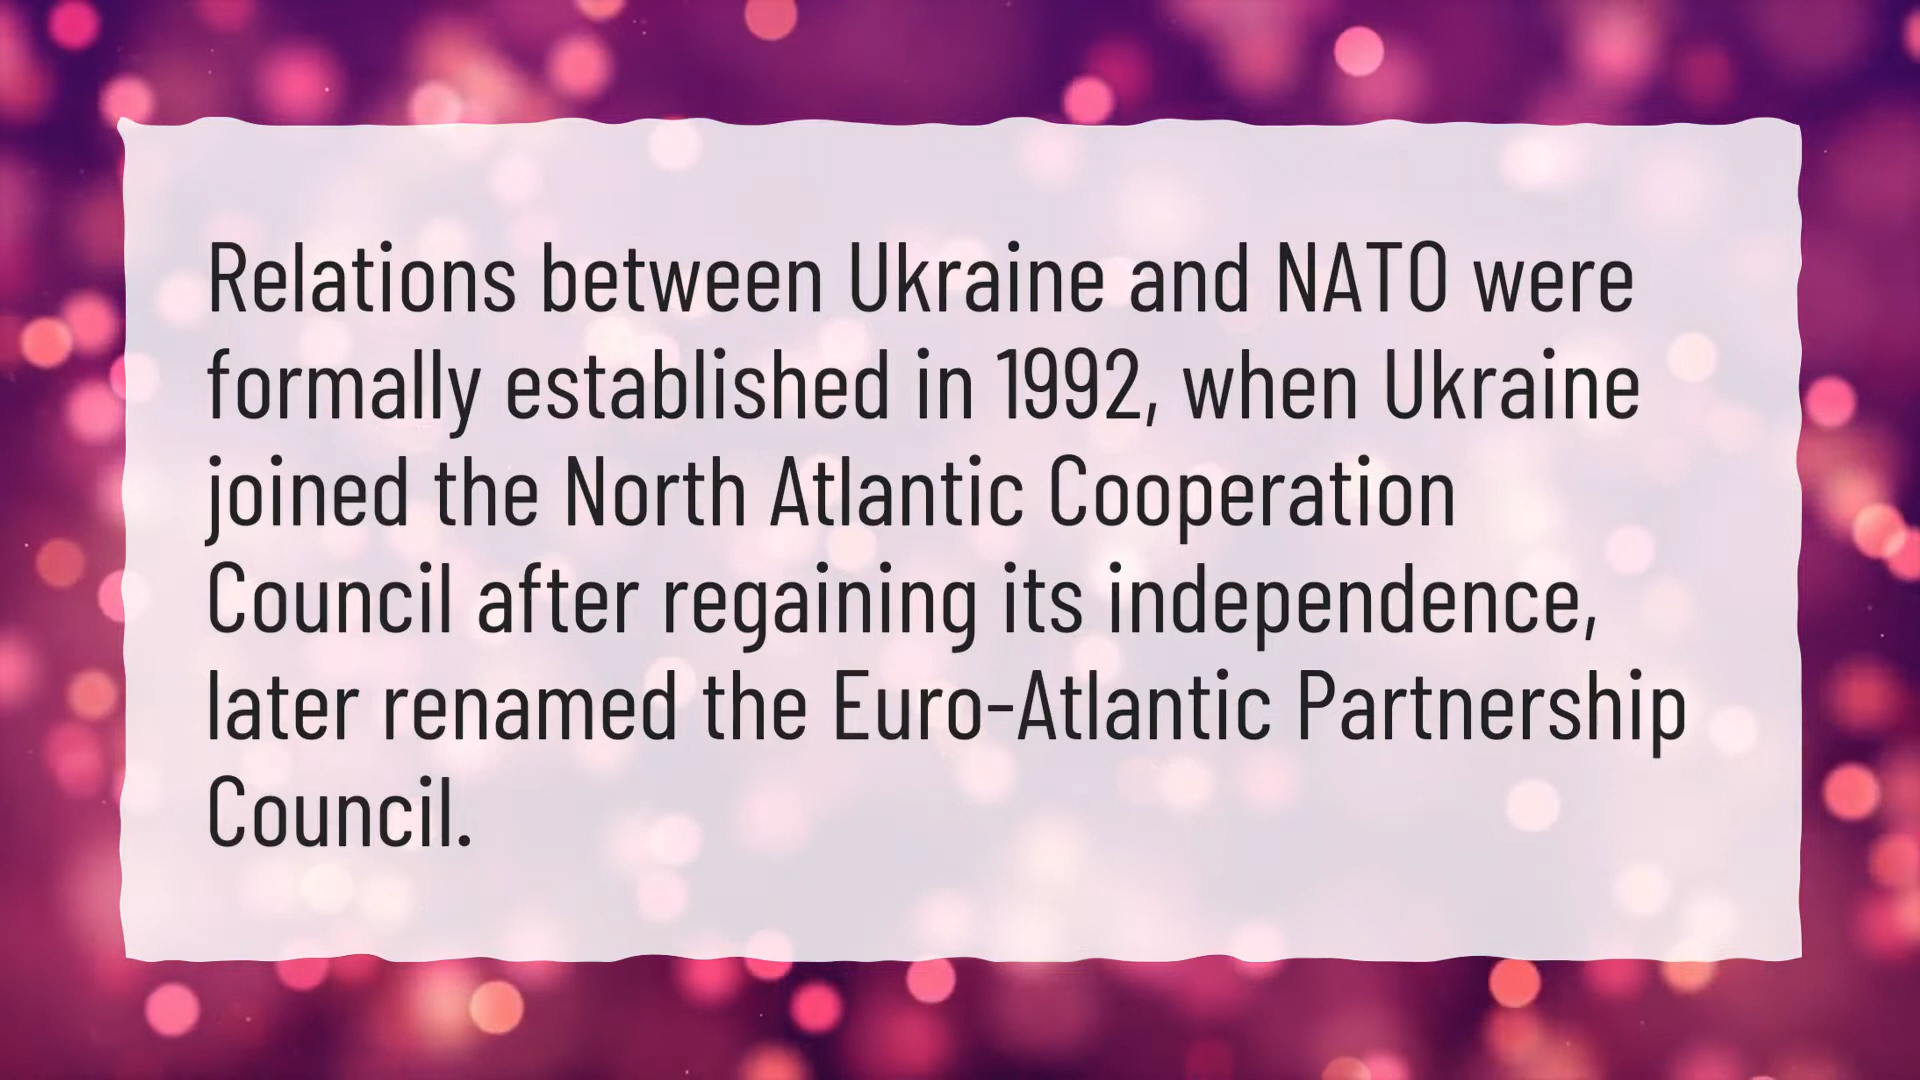 Relations between Ukraine and NATO were
formally established in 1992, when Ukraine
joined the North Atlantic Cooperation
Council after regaining its independence,
later renamed the Euro-Atlantic Partnership
Council.